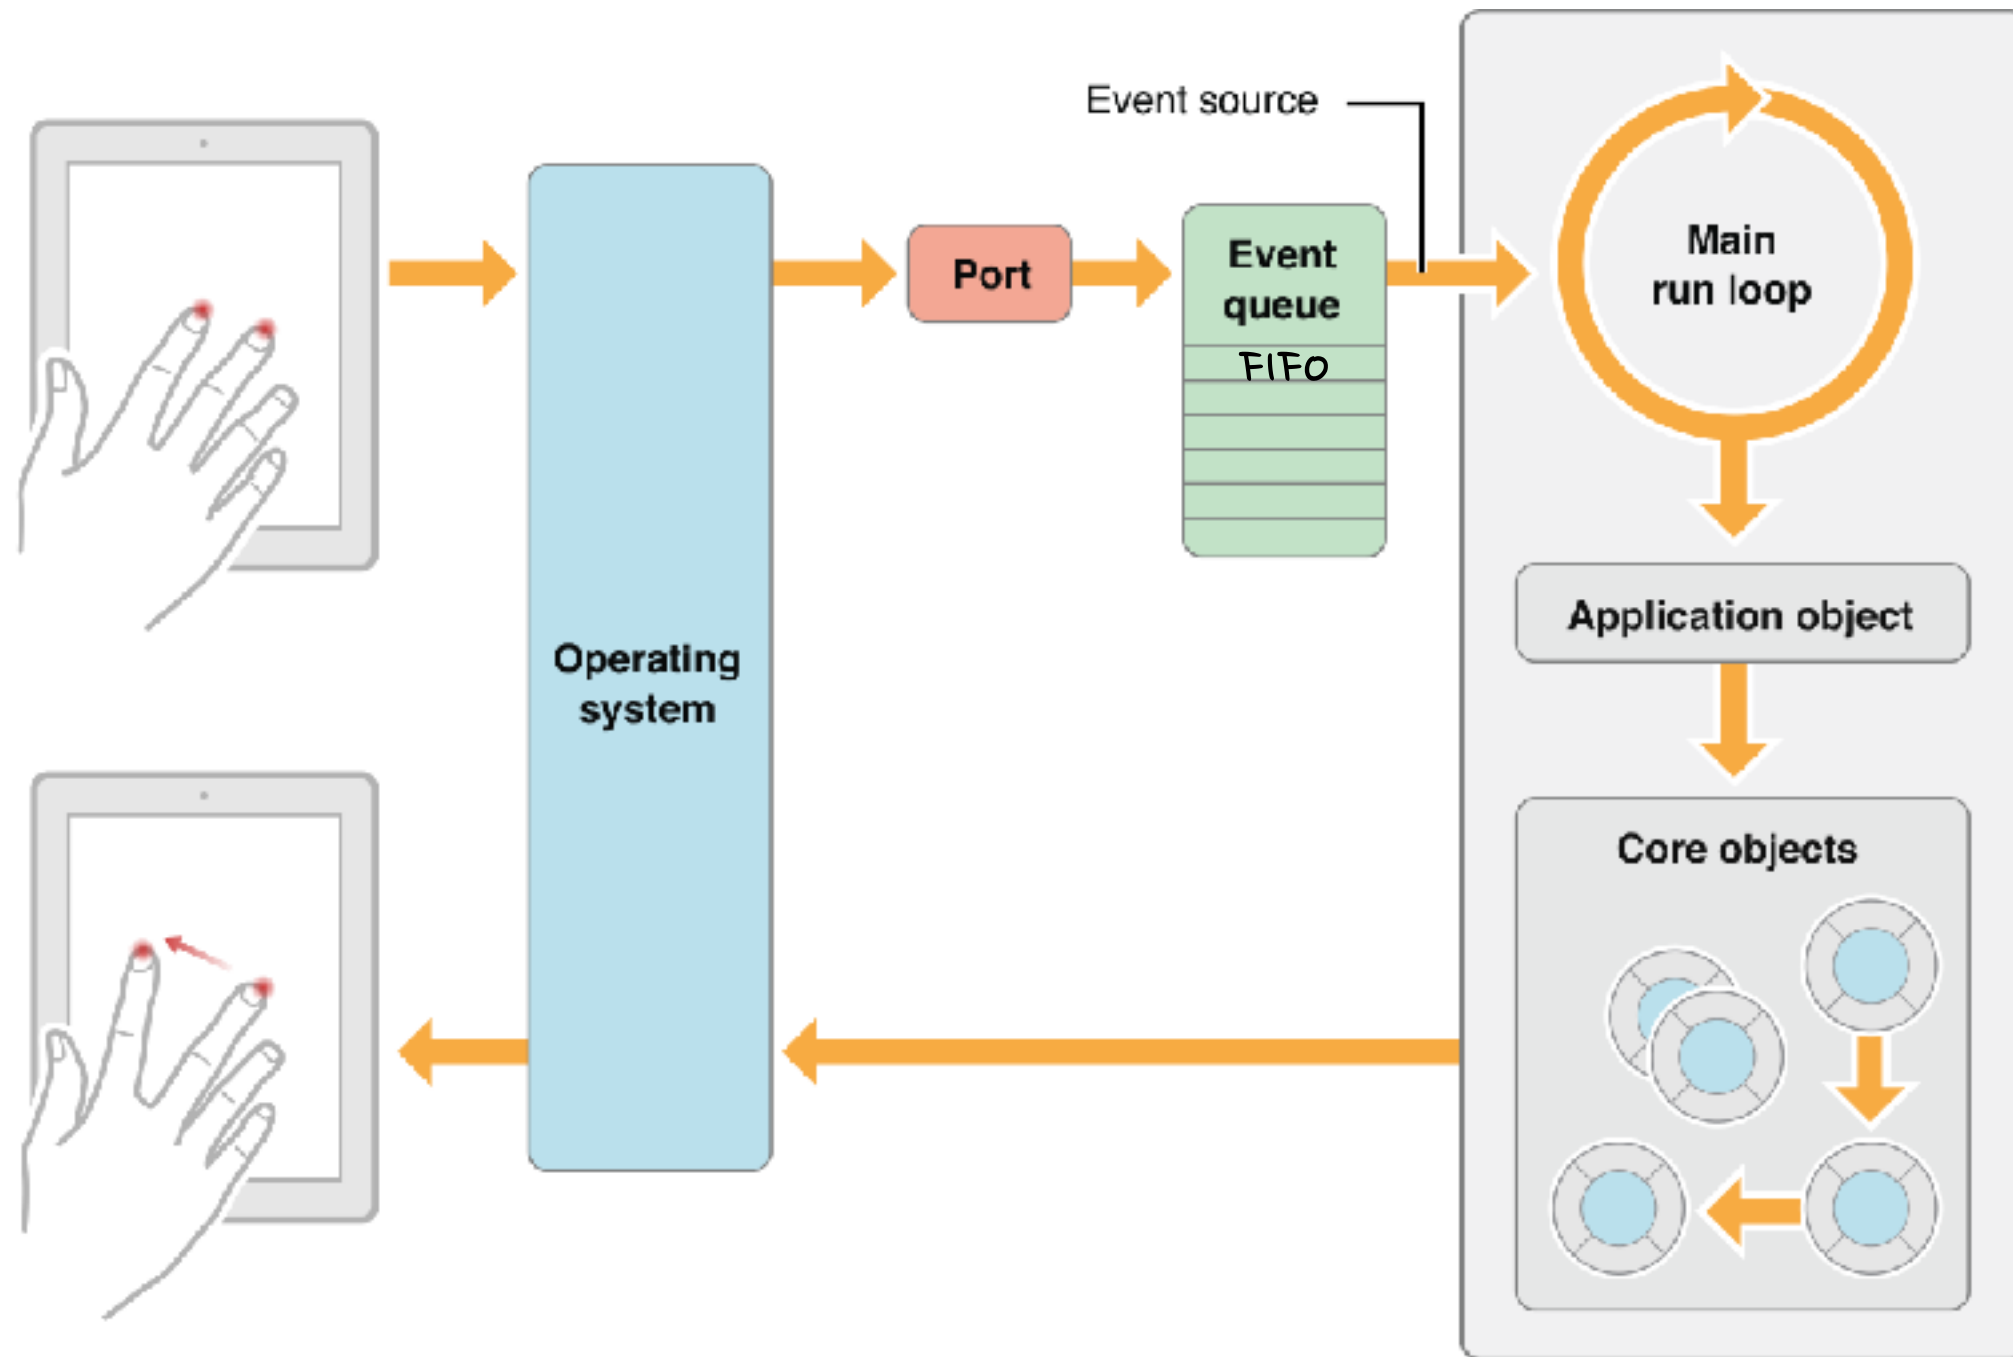 Event source
Port
Event
queue
FIFO
Main
run loop
Operating
system
Application object
Core objects